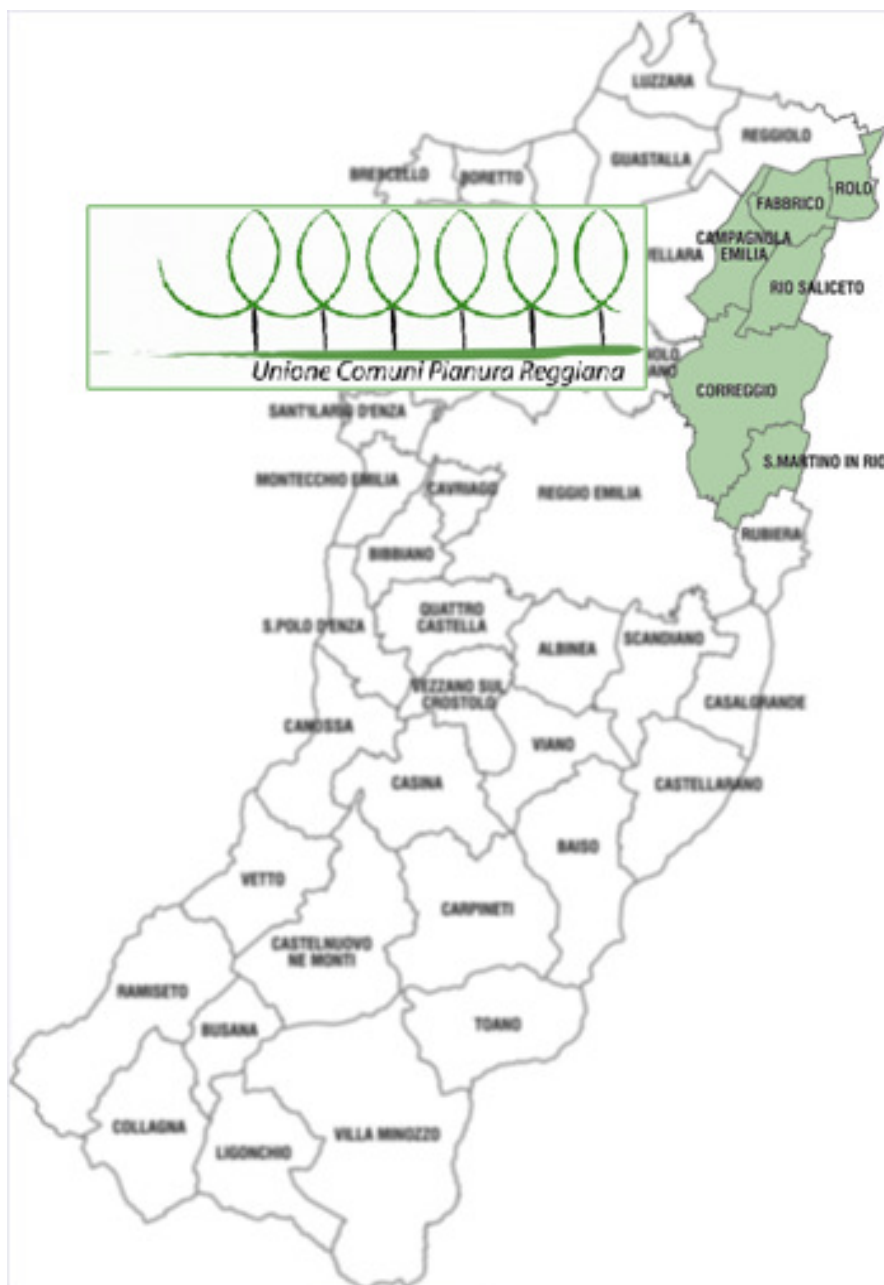 LUZZARA
REGGIOLO
GUASTALLA
BRESCELLO
BORETTO
ROLO
FABBRICO
CAMPAGNOLA
EMILIA
ELLARA
RIO SALICETO
Unione Comuni Pianura Reggiana
CORREGGIO
SANT'ILARIO D'ENZA
S.MARTINO IN RIO
MONTECCHIO EMILIA
CAVRIAGO
REGGIO EMILIA
RUBIERA
BIBBIANO
QUATTRO
CASTELLA
S.POLO D'ENZA
ALBINEA
SCANDIANO
VEZZANO SUL
CROSTOLO
CASALGRANDE
CANOSSA
VIANO
CASINA
CASTELLARANO
BAISO
VETTO
CARPINETI
CASTELNUOVO
NE MONTI
RAMISETO
BUSANA
TOANO
COLLAGNA
LIGONCHIO
VILLA MINOZZO